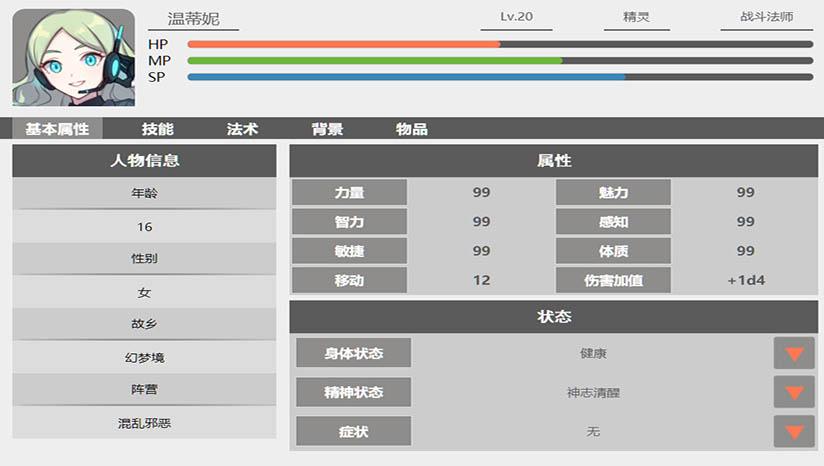 温蒂妮 Lv.20 精灵 战斗法师
HP
MP
SP
基本属性 技能 法术 背景 物品
人物信息
年龄
16
性别
女
故乡
幻梦境
阵营
混乱邪恶
属性
力量 99 魅力 99
智力 99 感知 99
敏捷 99 体质 99
移动 12 伤害加值 +1d4
状态
身体状态 健康
精神状态 神志清醒
症状 无